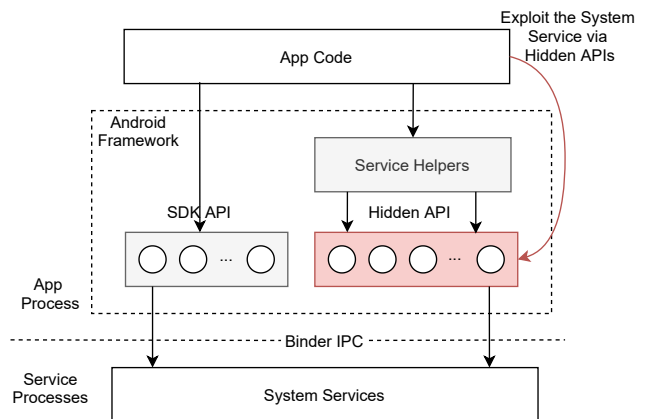 Exploit the System
Service via
Hidden APIs
App Code
Android
Framework
Service Helpers
SDK API
Hidden API
...
...
App
Process
Binder IPC
Service
Processes
System Services